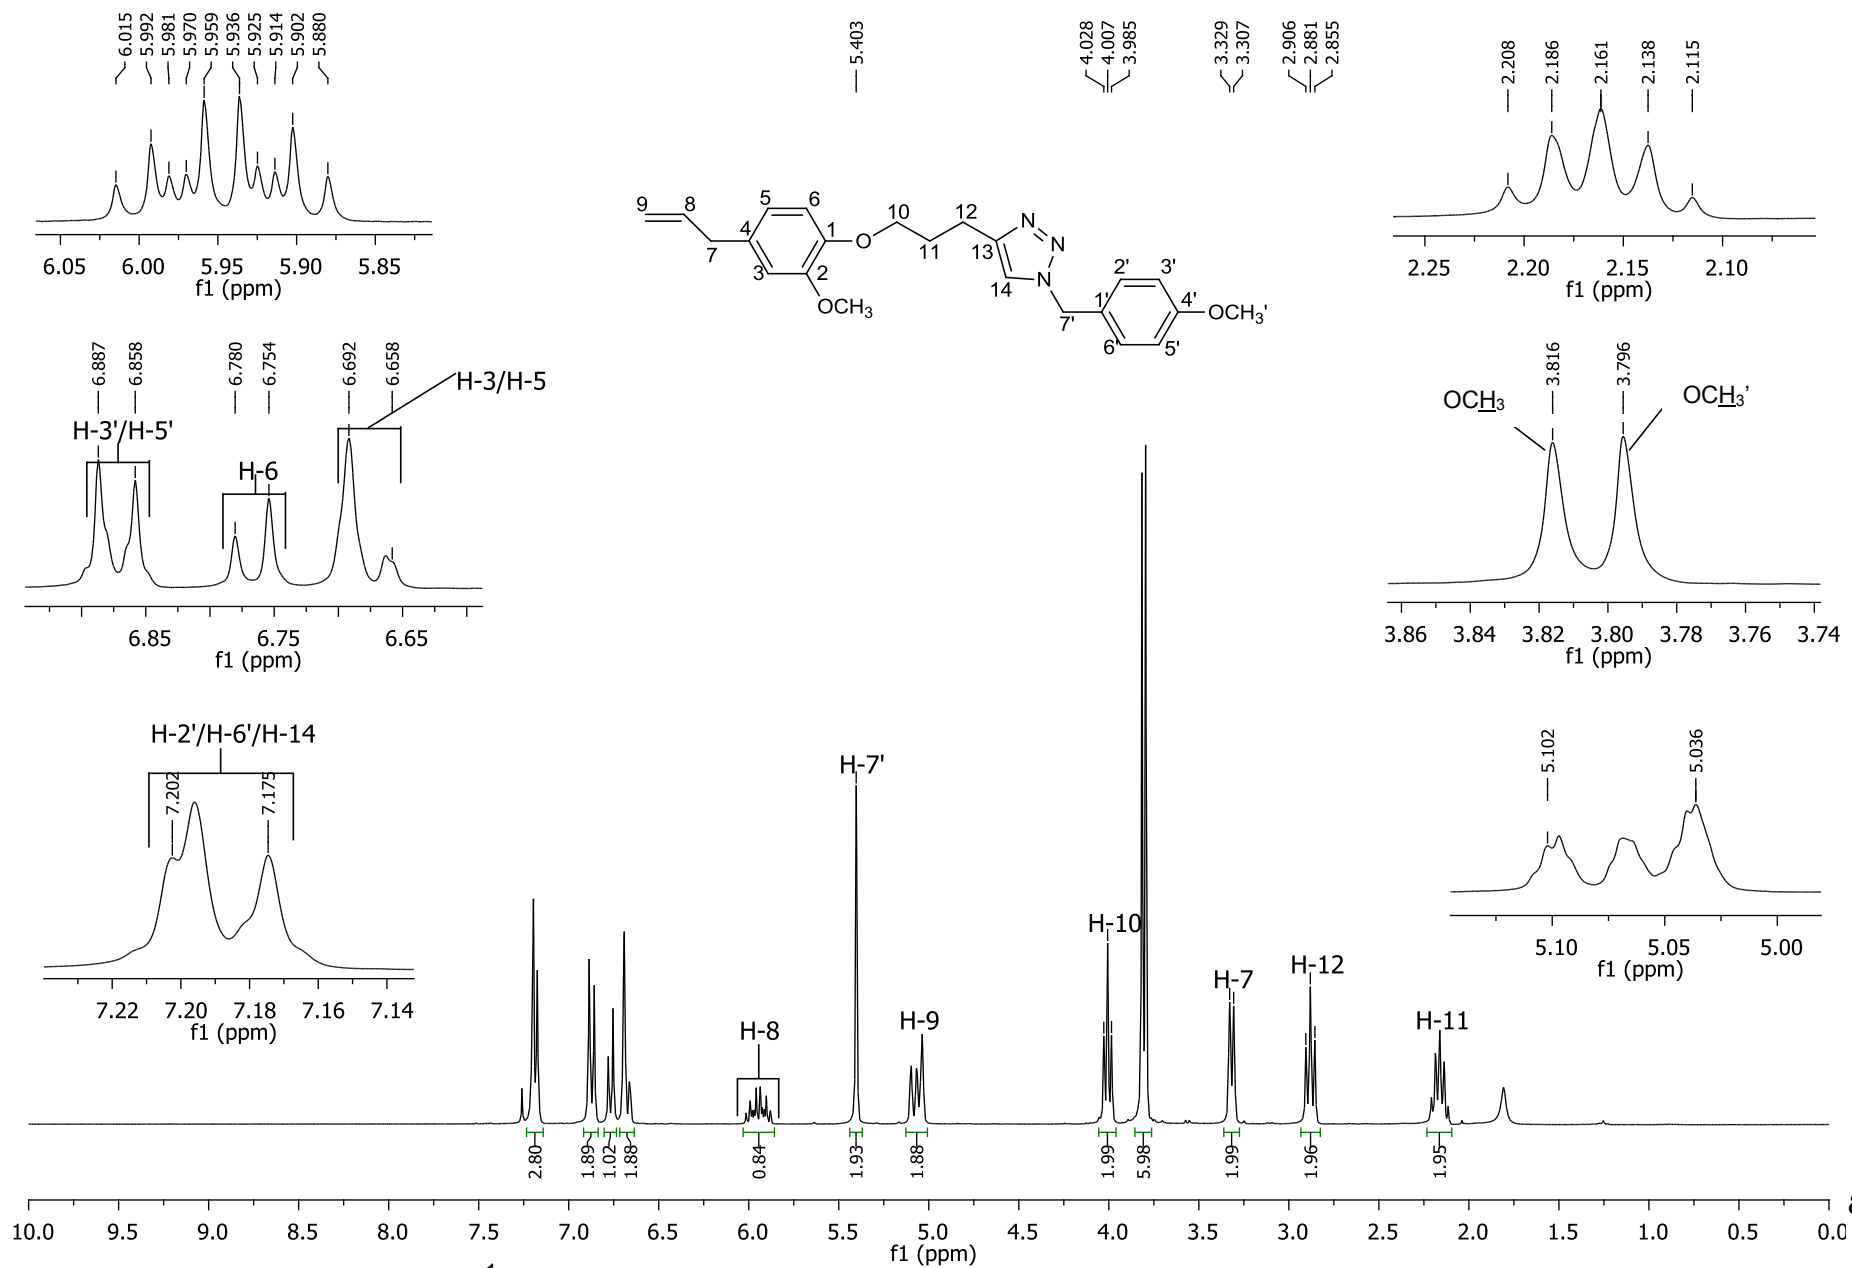 6.015
5.992
5.981
5.970
5.959
5.936
5.925
5.914
5.902
5.880
6.05 6.00 5.95 5.90 5.85
f1 (ppm)
5.403
4.028
4.007
3.985
3.329
3.307
2.906
2.881
2.855
2.208
2.186
2.161
2.138
2.115
2.25 2.20 2.15 2.10
f1 (ppm)
9 8 5 6 10 12 N
4 1 O N
7 3 2 11 13 N
OCH3 14
2' 3'
1' 4' OCH3'
7' 6' 5'
6.887
6.858
6.780
6.754
6.692
6.658
H-3/H-5
H-3'/H-5'
H-6
6.85 6.75 6.65
f1 (ppm)
3.816
3.796
OCH3
OCH3'
3.86 3.84 3.82 3.80 3.78 3.76 3.74
f1 (ppm)
H-2'/H-6'/H-14
7.202
7.175
7.22 7.20 7.18 7.16 7.14
f1 (ppm)
5.102
5.036
5.10 5.05 5.00
f1 (ppm)
H-8
H-7'
H-9
H-10
H-7
H-12
H-11
2.80
1.89
1.02
1.88
0.84
1.93
1.88
1.99
5.98
1.99
1.96
1.95
10.0 9.5 9.0 8.5 8.0 7.5 7.0 6.5 6.0 5.5 5.0 4.5 4.0 3.5 3.0 2.5 2.0 1.5 1.0 0.5 0.0
f1 (ppm)